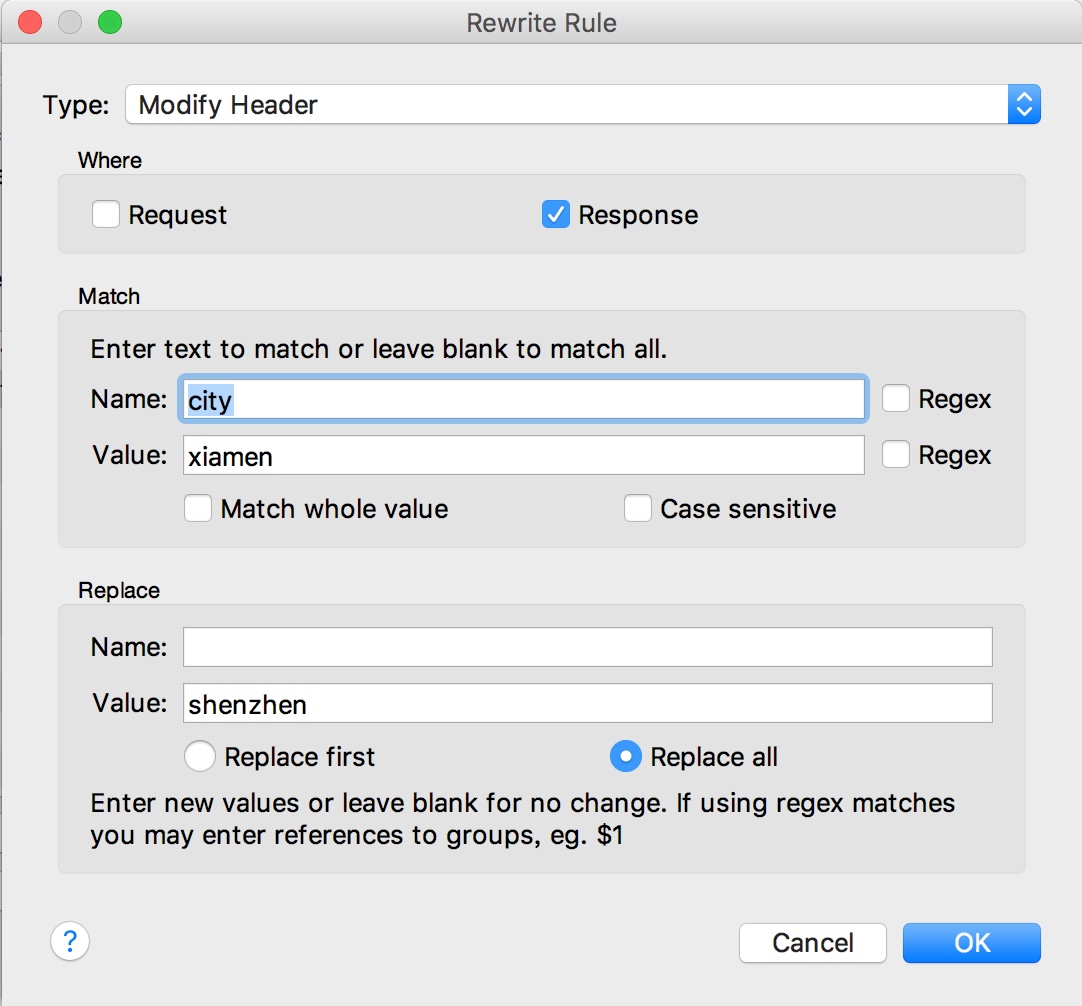 Rewrite Rule
Type: Modify Header
Where
Request Response
Match
Enter text to match or leave blank to match all.
Name: city Regex
Value: xiamen Regex
Match whole value Case sensitive
Replace
Name:
Value: shenzhen
Replace first Replace all
Enter new values or leave blank for no change. If using regex matches
you may enter references to groups, eg. $1
? Cancel OK